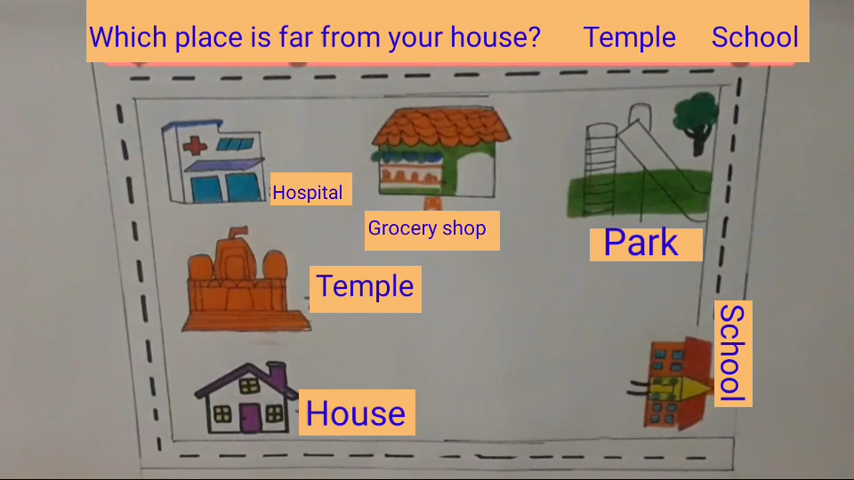 Which place is far from your house? Temple School
Hospital
Grocery shop
Park
Temple
School
House